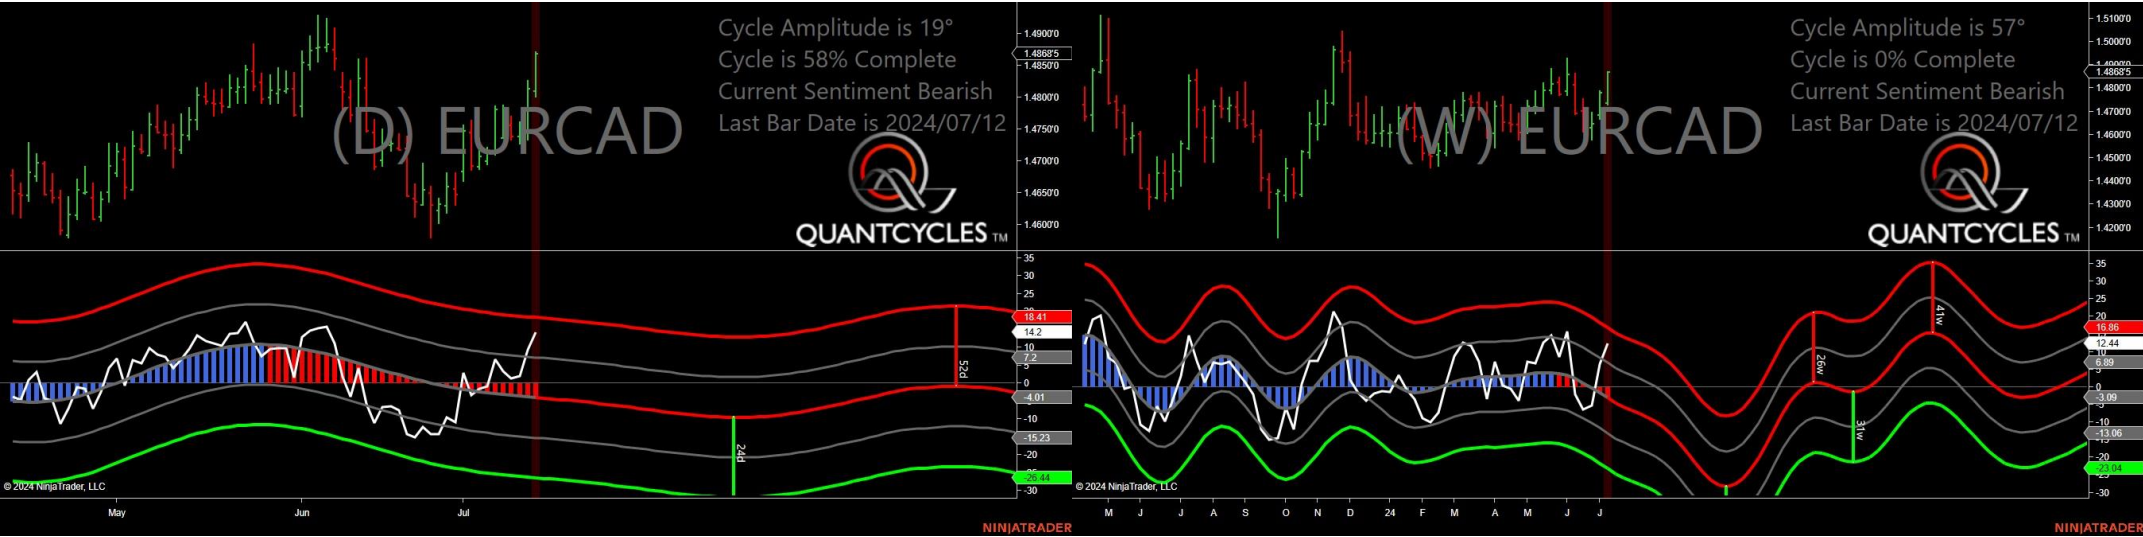 Cycle Amplitude is 19°
Cycle is 58% Complete
Current Sentiment Bearish
Last Bar Date is 2024/07/12
(D) EURCAD
QUANTCYCLES TM
1.4900'0
1.4868'5
1.4850'0
1.4800'0
1.4750'0
1.4700'0
1.4650'0
1.4600'0
35
30
25
18.41
14.2
10
7.2
5
0
-4.01
-10
-15.23
-20
-26.44
-30
52d
24d
© 2024 NinjaTrader, LLC
May
Jun
Jul
NINJATRADER
Cycle Amplitude is 57°
Cycle is 0% Complete
Current Sentiment Bearish
Last Bar Date is 2024/07/12
(W) EURCAD
QUANTCYCLES TM
1.5100'0
1.5000'0
1.4868'5
1.4800'0
1.4700'0
1.4600'0
1.4500'0
1.4400'0
1.4300'0
1.4200'0
35
30
25
20
16.86
12.44
10
6.89
0
-3.09
-10
-13.06
-20
-23.04
-25
-30
26w
31w
41w
© 2024 NinjaTrader, LLC
M
J
J
A
S
O
N
D
24
F
M
A
M
J
J
NINJATRADER